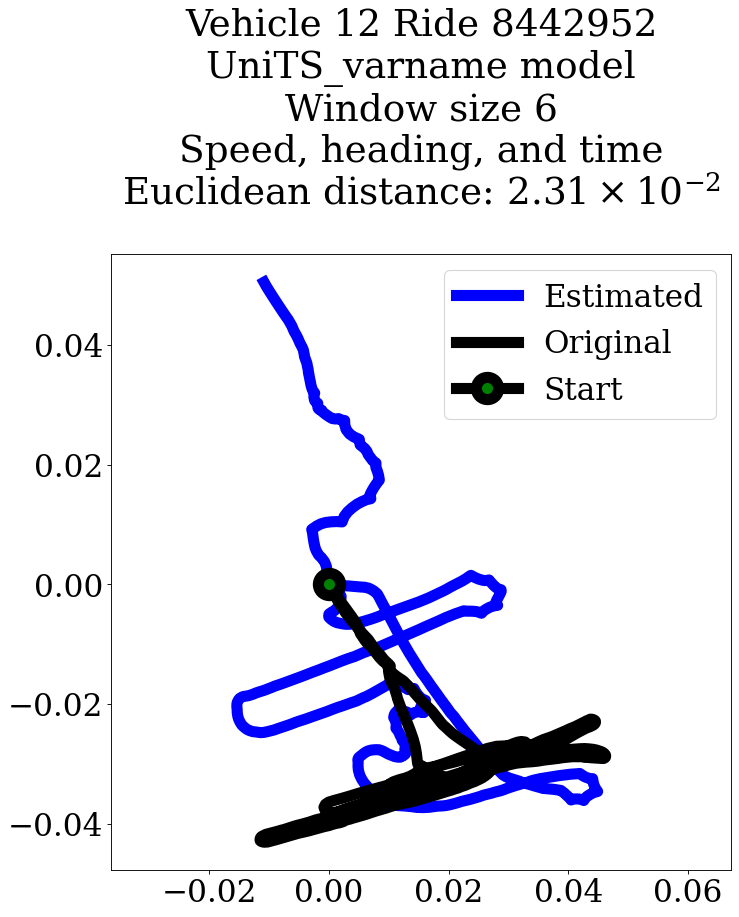 Vehicle 12 Ride 8442952
UniTS_varname model
Window size 6
Speed, heading, and time
Euclidean distance: 2.31 × 10⁻²
Estimated
Original
Start
0.04
0.02
0.00
−0.02
−0.04
−0.02 0.00 0.02 0.04 0.06